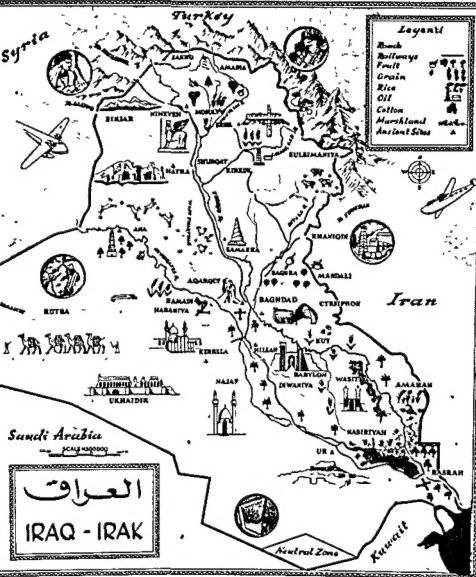 Turkey
Syria
Legend
Roads
Railways
Fruit
Grain
Rice
Oil
Cotton
Marshland
Ancient Sites
ZAKHO
AMADIA
SINJAR
NINEVEH
MOSUL
ERBIL
SHURQAT
KIRKUK
SULEIMANIYA
HATRA
ANA
SAMARRA
KHANIQIN
BAQUBA
MANDALI
AQARQUF
RAMADI
HABANIYA
BAGHDAD
CTESIPHON
Iran
RUTBA
KERBELA
HILLAH
KUT
BABYLON
DIWANIYA
WASIT
AMARAH
UKHAIDIR
NAJAF
NASIRIYAH
UR
BASRAH
Saudi Arabia
العراق
IRAQ - IRAK
Neutral Zone
Kuwait